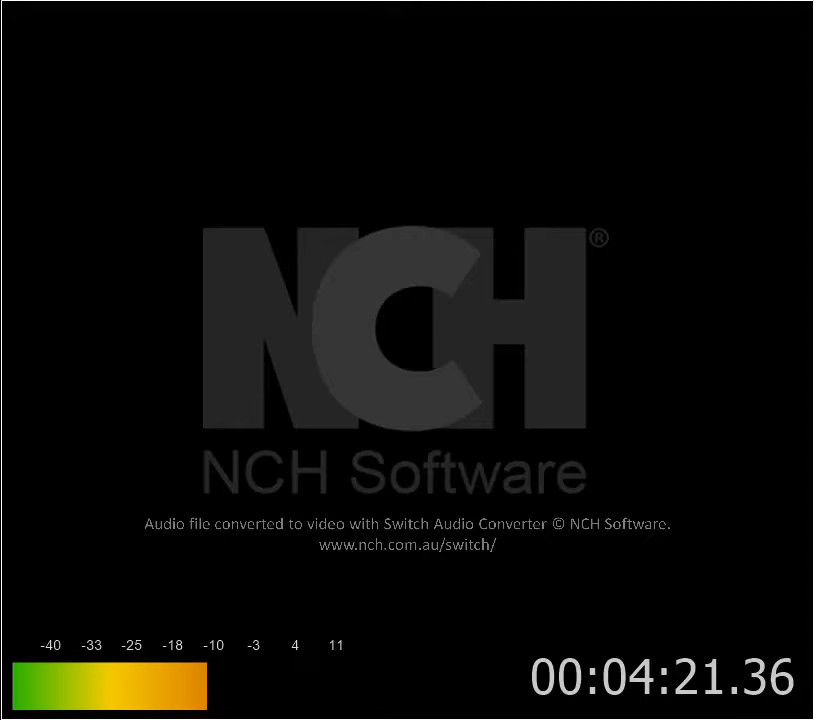 NCH®
NCH Software
Audio file converted to video with Switch Audio Converter © NCH Software.
www.nch.com.au/switch/
-40 -33 -25 -18 -10 -3 4 11
00:04:21.36